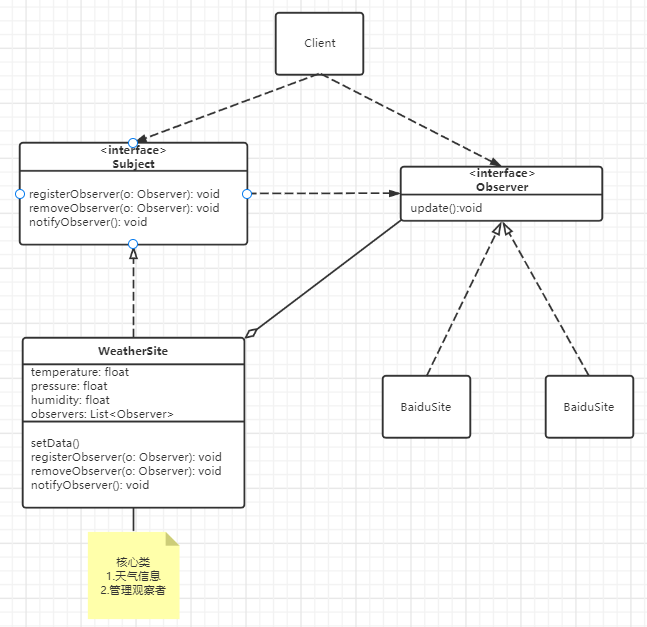 Client
<interface>
Subject
registerObserver(o: Observer): void
removeObserver(o: Observer): void
notifyObserver(): void
<interface>
Observer
update():void
WeatherSite
temperature: float
pressure: float
humidity: float
observers: List<Observer>
setData()
registerObserver(o: Observer): void
removeObserver(o: Observer): void
notifyObserver(): void
BaiduSite
BaiduSite
核心类
1.天气信息
2.管理观察者